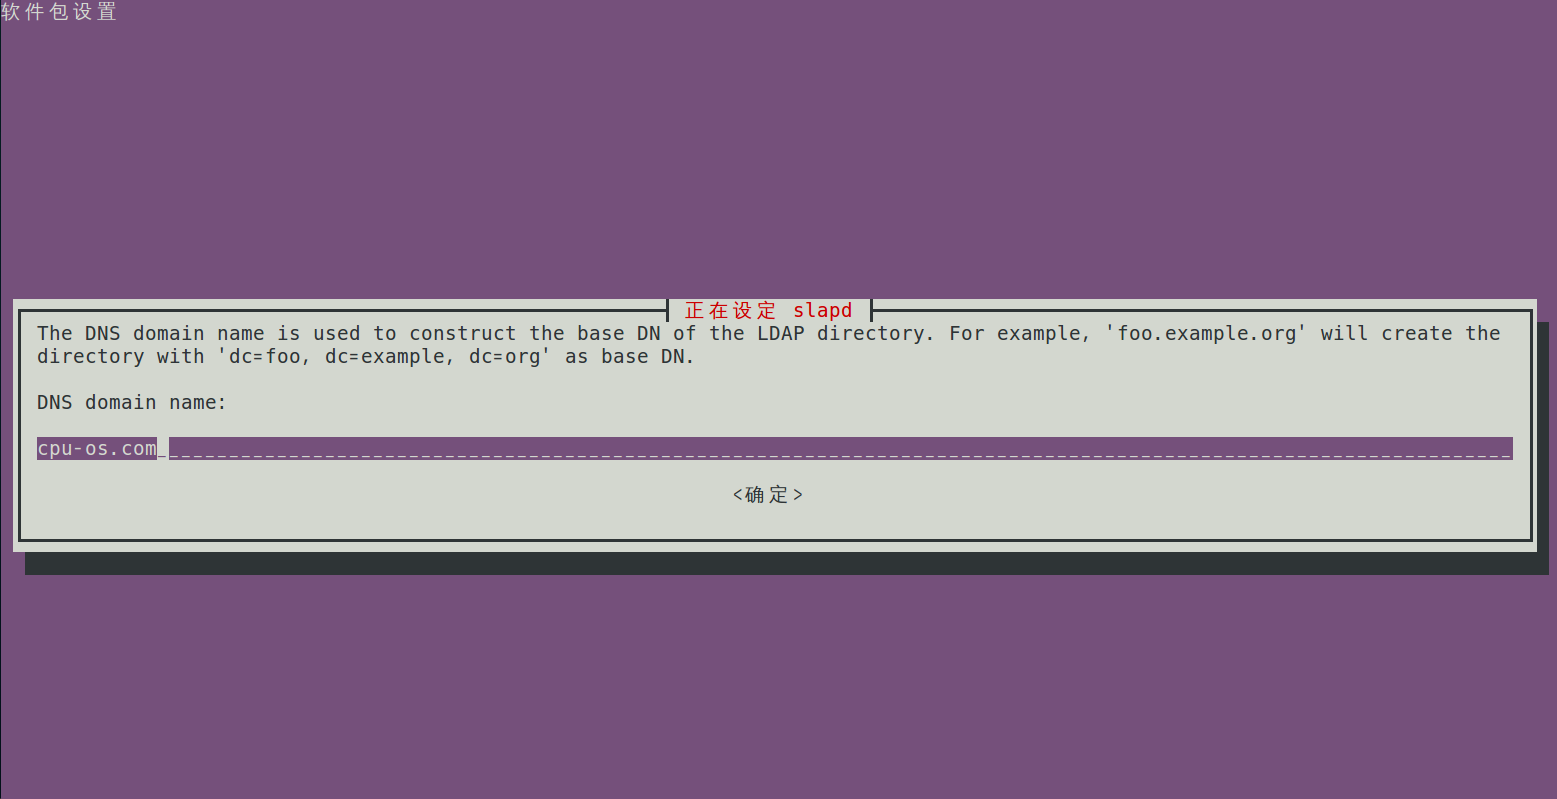 软件包设置
正在设定 slapd
The DNS domain name is used to construct the base DN of the LDAP directory. For example, 'foo.example.org' will create the
directory with 'dc=foo, dc=example, dc=org' as base DN.
DNS domain name:
cpu-os.com
<确定>